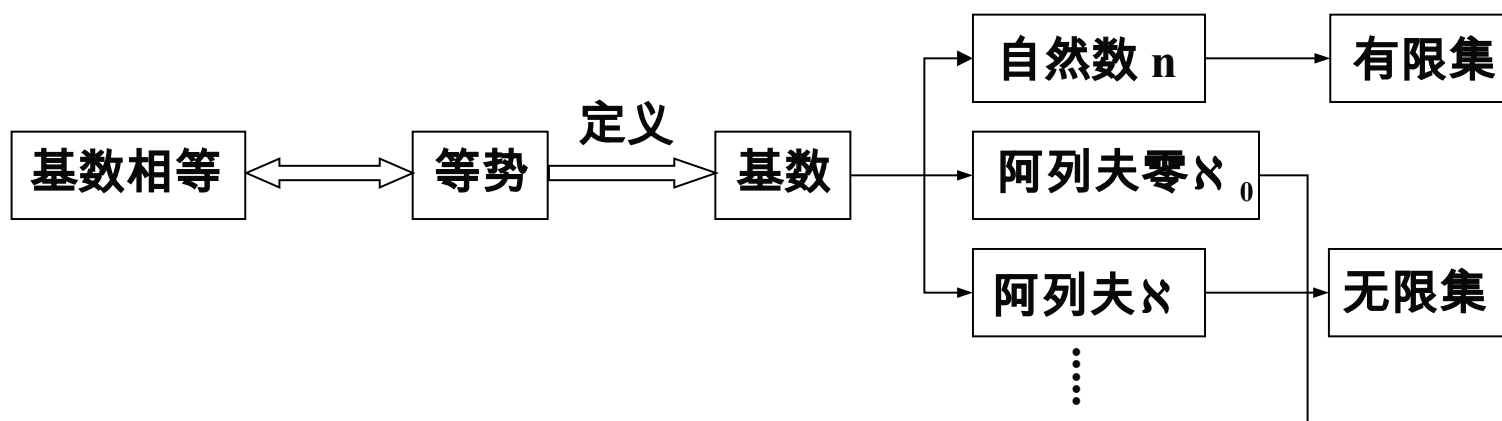 自然数 n
有限集
定义
基数相等
等势
基数
阿列夫零ℵ₀
阿列夫ℵ
无限集